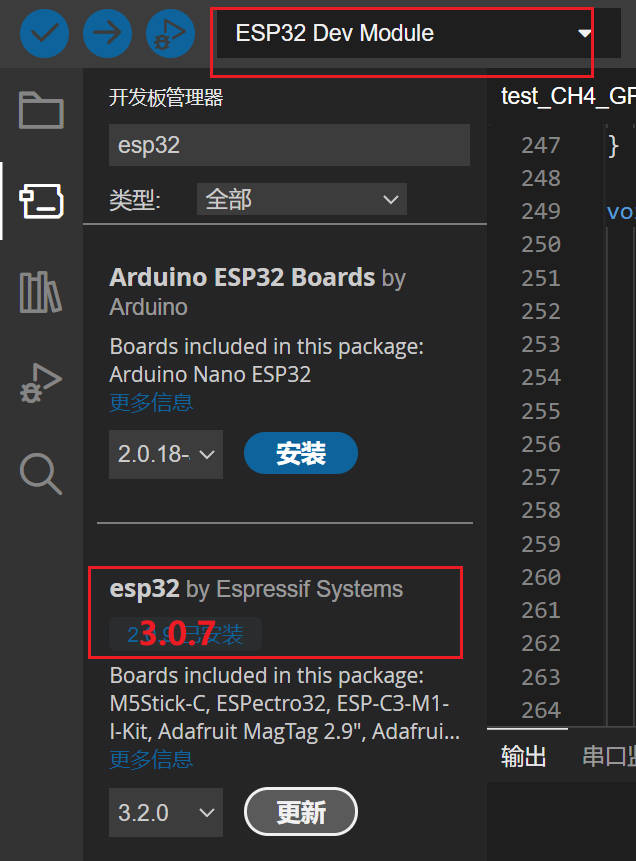 ESP32 Dev Module
开发板管理器
test_CH4_GP
esp32
类型:
全部
Arduino ESP32 Boards by
Arduino
Boards included in this package:
Arduino Nano ESP32
更多信息
2.0.18-
安装
esp32 by Espressif Systems
3.0.7
已安装
Boards included in this package:
M5Stick-C, ESPectro32, ESP-C3-M1-
I-Kit, Adafruit MagTag 2.9", Adafrui...
更多信息
3.2.0
更新
247 }
248
249 voi
250
251
252
253
254
255
256
257
258
259
260
261
262
263
264
输出
串口监